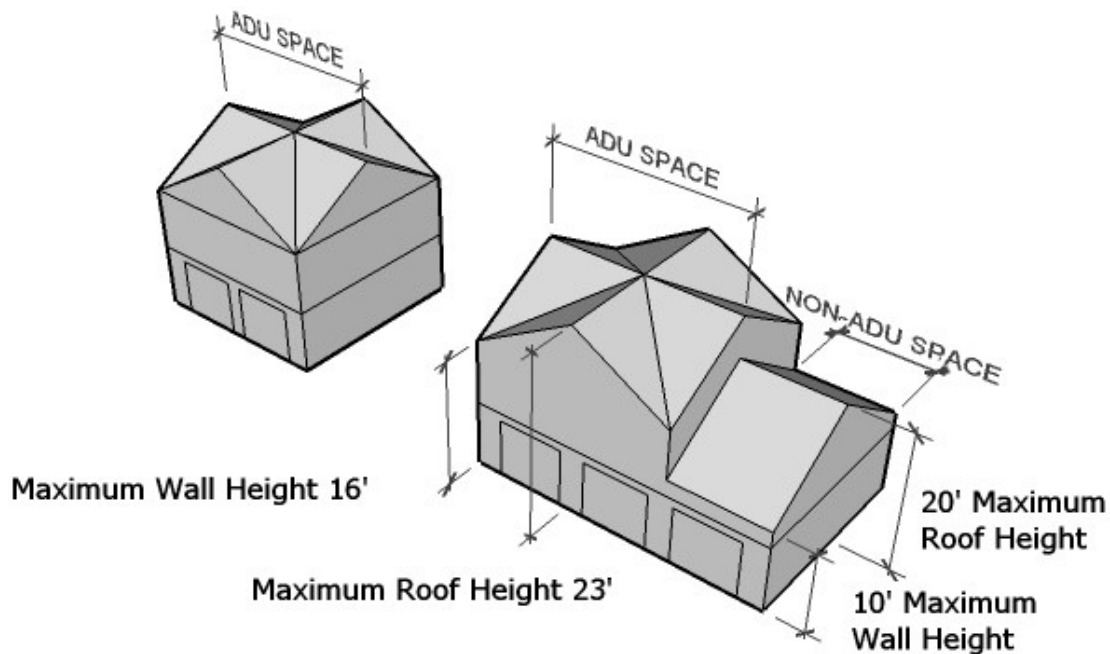 ADU SPACE
ADU SPACE
NON-ADU SPACE
Maximum Wall Height 16'
20' Maximum
Roof Height
Maximum Roof Height 23'
10' Maximum
Wall Height